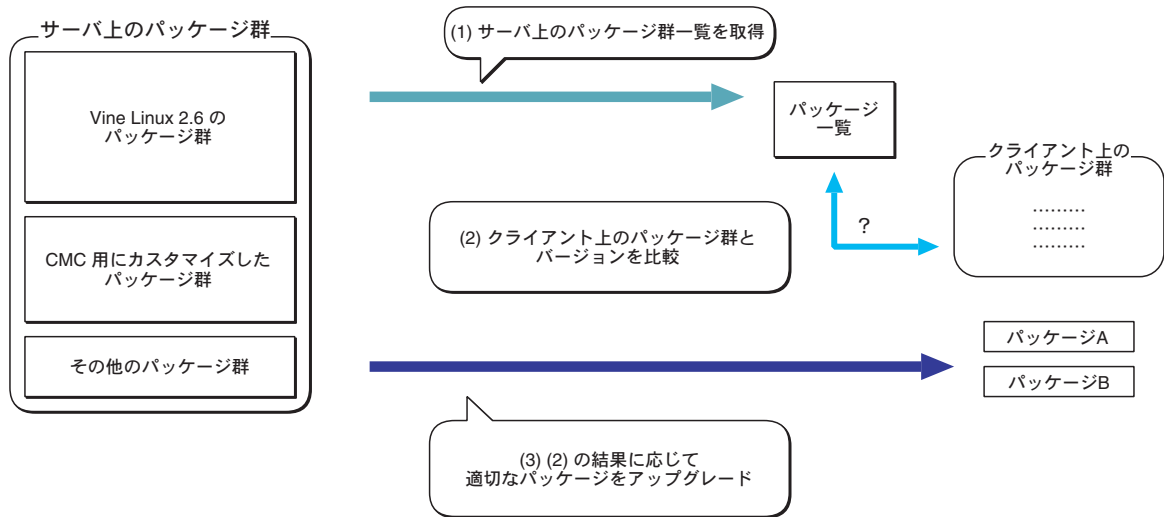 サーバ上のパッケージ群
Vine Linux 2.6 の
パッケージ群
CMC 用にカスタマイズした
パッケージ群
その他のパッケージ群
(1) サーバ上のパッケージ群一覧を取得
パッケージ
一覧
(2) クライアント上のパッケージ群と
バージョンを比較
?
クライアント上の
パッケージ群
.........
.........
.........
パッケージA
パッケージB
(3) (2) の結果に応じて
適切なパッケージをアップグレード